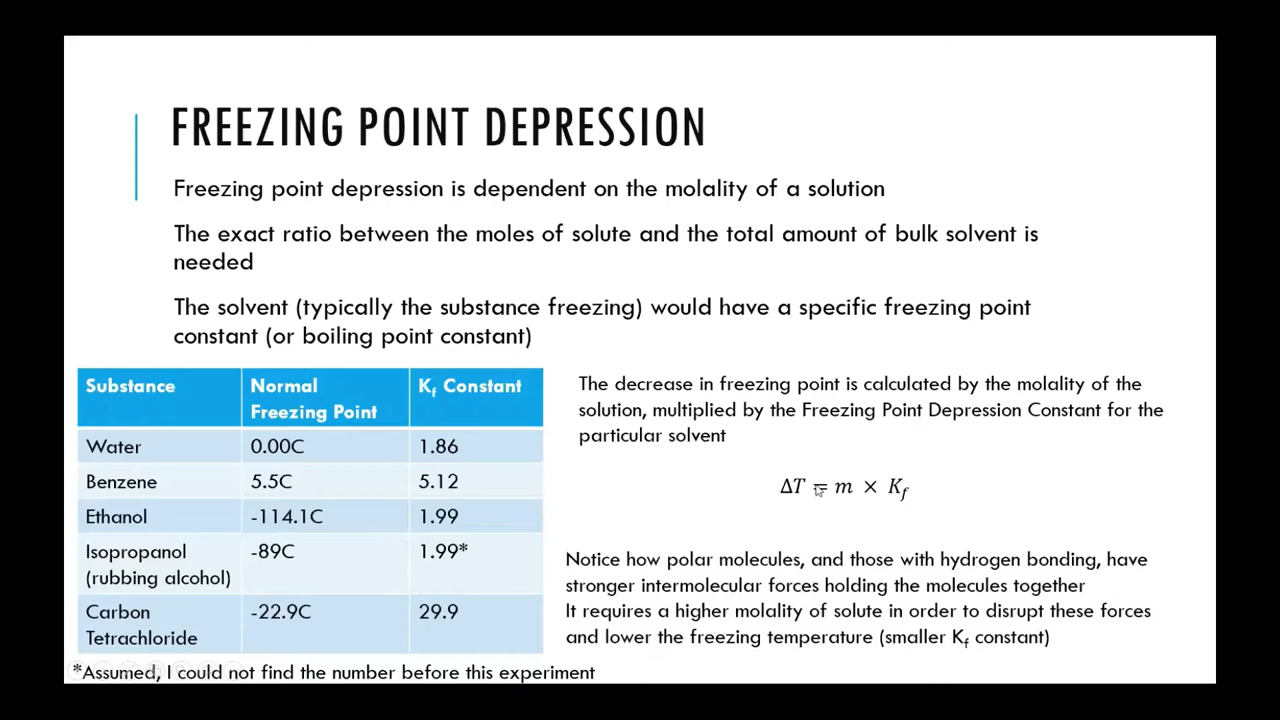 FREEZING POINT DEPRESSION
Freezing point depression is dependent on the molality of a solution
The exact ratio between the moles of solute and the total amount of bulk solvent is
needed
The solvent (typically the substance freezing) would have a specific freezing point
constant (or boiling point constant)
Substance
Normal
Freezing Point
Kf Constant
Water
0.00C
1.86
Benzene
5.5C
5.12
Ethanol
-114.1C
1.99
Isopropanol
(rubbing alcohol)
-89C
1.99*
Carbon
Tetrachloride
-22.9C
29.9
*Assumed, I could not find the number before this experiment
The decrease in freezing point is calculated by the molality of the
solution, multiplied by the Freezing Point Depression Constant for the
particular solvent
ΔT = m × Kf
Notice how polar molecules, and those with hydrogen bonding, have
stronger intermolecular forces holding the molecules together
It requires a higher molality of solute in order to disrupt these forces
and lower the freezing temperature (smaller Kf constant)